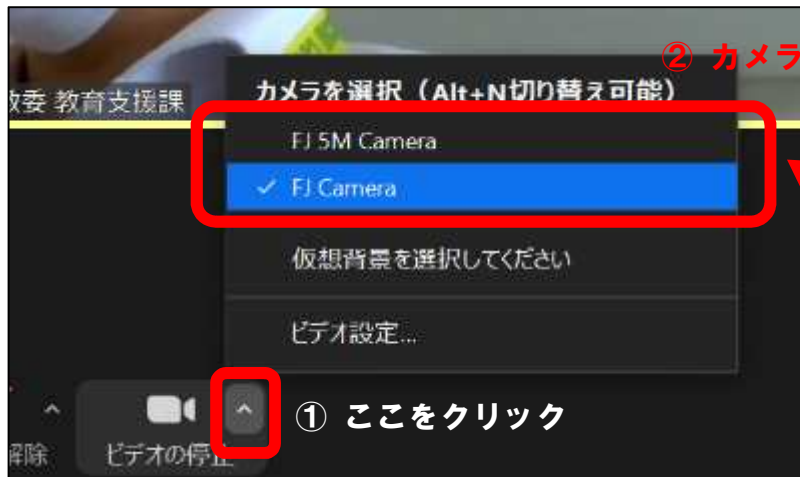 ② カメラ
教委 教育支援課
カメラを選択（Alt+N切り替え可能）
FJ 5M Camera
✓ FJ Camera
仮想背景を選択してください
ビデオ設定...
① ここをクリック
解除
ビデオの停止